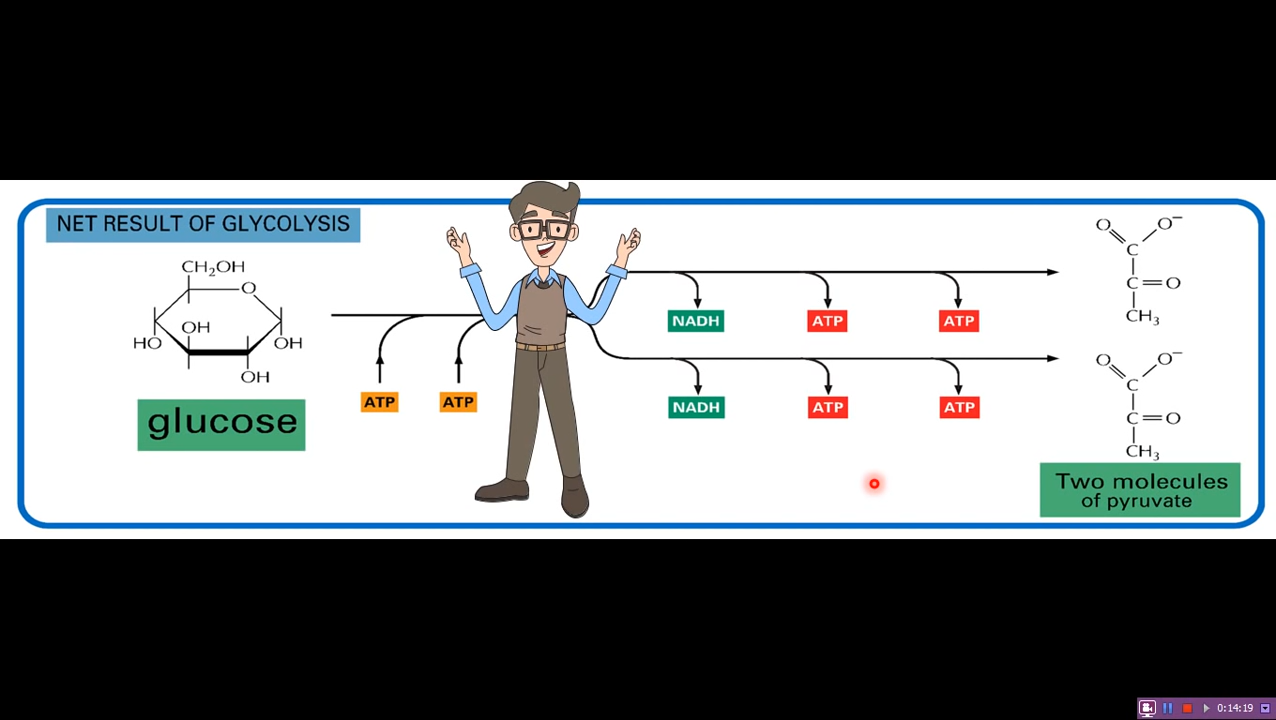 NET RESULT OF GLYCOLYSIS
CH₂OH
O
OH
HO
OH
OH
glucose
ATP
ATP
NADH
ATP
ATP
NADH
ATP
ATP
O
O⁻
C
C=O
CH₃
O
O⁻
C
C=O
CH₃
Two molecules
of pyruvate
0:14:19